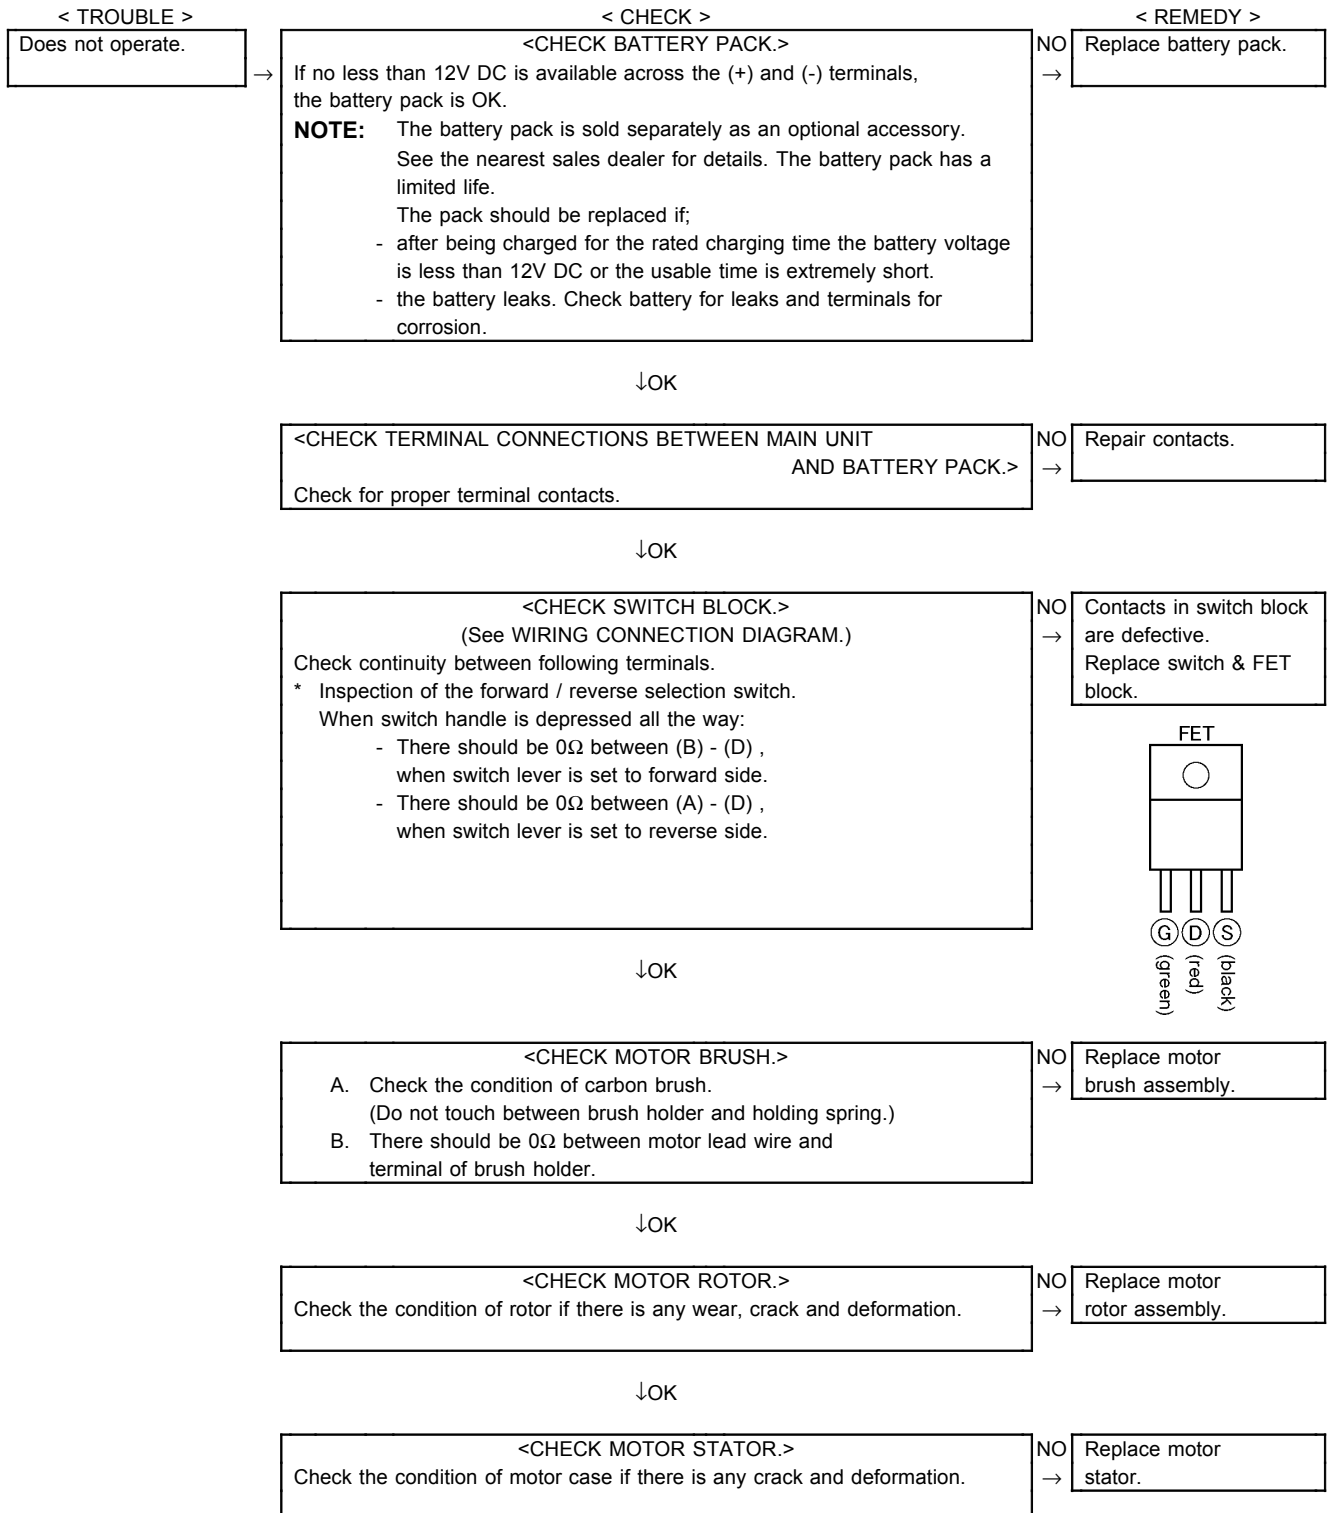 < TROUBLE >
< CHECK >
< REMEDY >
Does not operate.
→
<CHECK BATTERY PACK.>
If no less than 12V DC is available across the (+) and (-) terminals,
the battery pack is OK.
NOTE: The battery pack is sold separately as an optional accessory.
See the nearest sales dealer for details. The battery pack has a
limited life.
The pack should be replaced if;
- after being charged for the rated charging time the battery voltage
is less than 12V DC or the usable time is extremely short.
- the battery leaks. Check battery for leaks and terminals for
corrosion.
NO
→
Replace battery pack.
↓OK
<CHECK TERMINAL CONNECTIONS BETWEEN MAIN UNIT
AND BATTERY PACK.>
Check for proper terminal contacts.
NO
→
Repair contacts.
↓OK
<CHECK SWITCH BLOCK.>
(See WIRING CONNECTION DIAGRAM.)
Check continuity between following terminals.
* Inspection of the forward / reverse selection switch.
When switch handle is depressed all the way:
- There should be 0Ω between (B) - (D) ,
when switch lever is set to forward side.
- There should be 0Ω between (A) - (D) ,
when switch lever is set to reverse side.
NO
→
Contacts in switch block
are defective.
Replace switch & FET
block.
FET
G D S
(green)
(red)
(black)
↓OK
<CHECK MOTOR BRUSH.>
A. Check the condition of carbon brush.
(Do not touch between brush holder and holding spring.)
B. There should be 0Ω between motor lead wire and
terminal of brush holder.
NO
→
Replace motor
brush assembly.
↓OK
<CHECK MOTOR ROTOR.>
Check the condition of rotor if there is any wear, crack and deformation.
NO
→
Replace motor
rotor assembly.
↓OK
<CHECK MOTOR STATOR.>
Check the condition of motor case if there is any crack and deformation.
NO
→
Replace motor
stator.